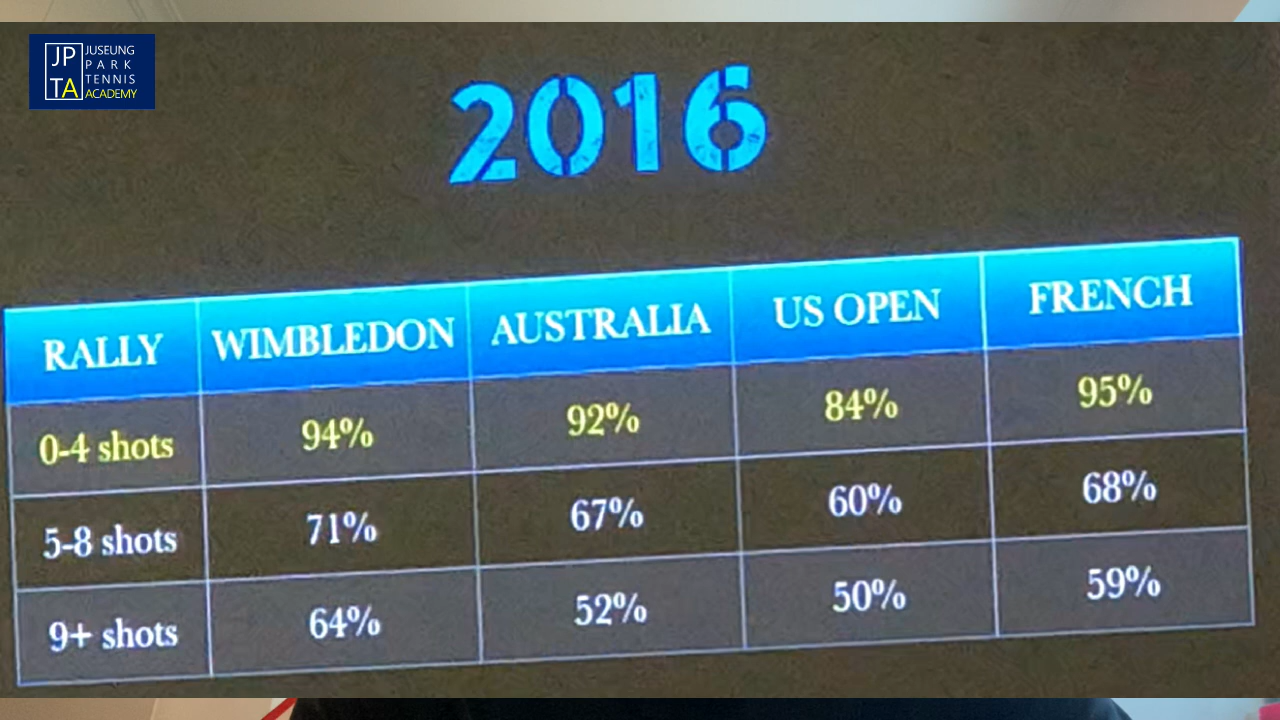 JP JUSEUNG
PARK
TENNIS
TA ACADEMY
2016
RALLY WIMBLEDON AUSTRALIA US OPEN FRENCH
0-4 shots 94% 92% 84% 95%
5-8 shots 71% 67% 60% 68%
9+ shots 64% 52% 50% 59%